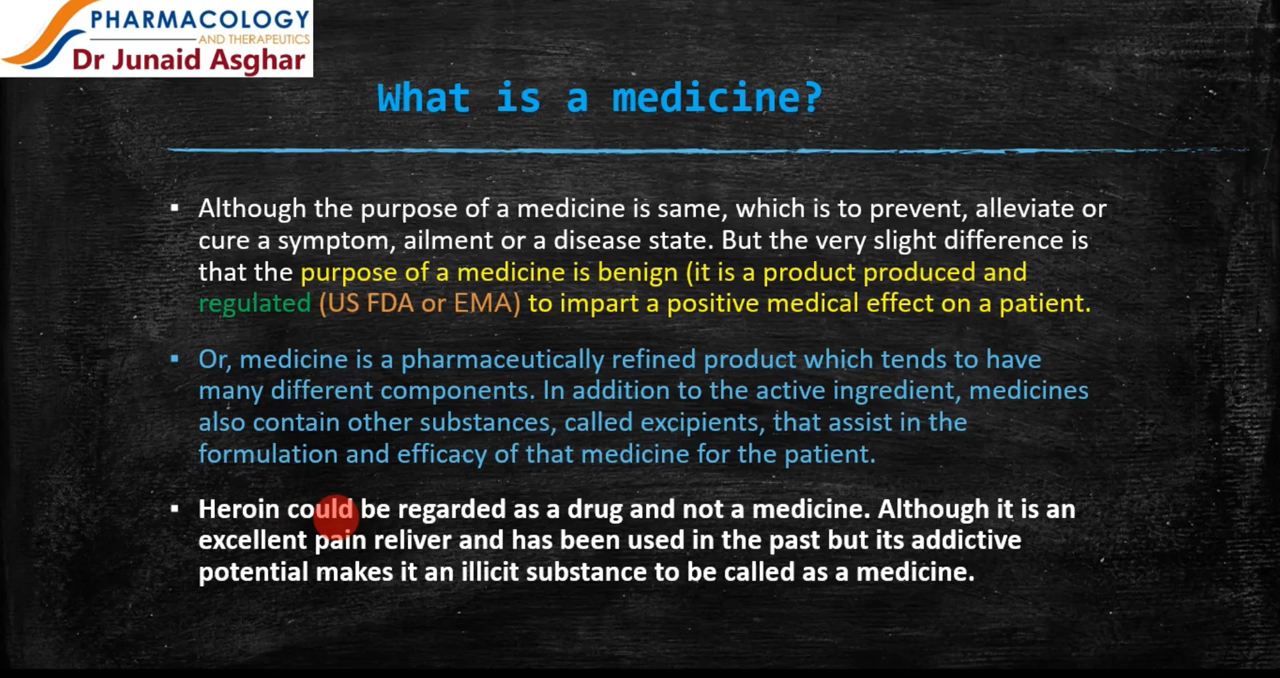 PHARMACOLOGY
AND THERAPEUTICS
Dr Junaid Asghar
What is a medicine?
▪ Although the purpose of a medicine is same, which is to prevent, alleviate or
cure a symptom, ailment or a disease state. But the very slight difference is
that the purpose of a medicine is benign (it is a product produced and
regulated (US FDA or EMA) to impart a positive medical effect on a patient.
▪ Or, medicine is a pharmaceutically refined product which tends to have
many different components. In addition to the active ingredient, medicines
also contain other substances, called excipients, that assist in the
formulation and efficacy of that medicine for the patient.
▪ Heroin could be regarded as a drug and not a medicine. Although it is an
excellent pain reliver and has been used in the past but its addictive
potential makes it an illicit substance to be called as a medicine.